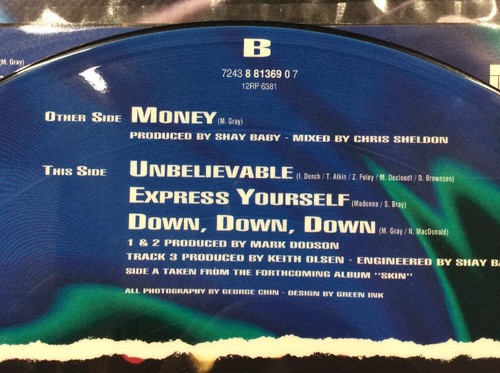 B
(M. Gray)
7243 8 81369 0 7
12RP 6381
OTHER SIDE MONEY (M. Gray)
PRODUCED BY SHAY BABY - MIXED BY CHRIS SHELDON
THIS SIDE UNBELIEVABLE (I. Dench / T. Atkin / Z. Foley / M. Decloedt / D. Brownson)
EXPRESS YOURSELF (Madonna / S. Bray)
DOWN, DOWN, DOWN (M. Gray / N. MacDonald)
1 & 2 PRODUCED BY MARK DODSON
TRACK 3 PRODUCED BY KEITH OLSEN - ENGINEERED BY SHAY BA
SIDE A TAKEN FROM THE FORTHCOMING ALBUM "SKIN"
ALL PHOTOGRAPHY BY GEORGE CHIN - DESIGN BY GREEN INK